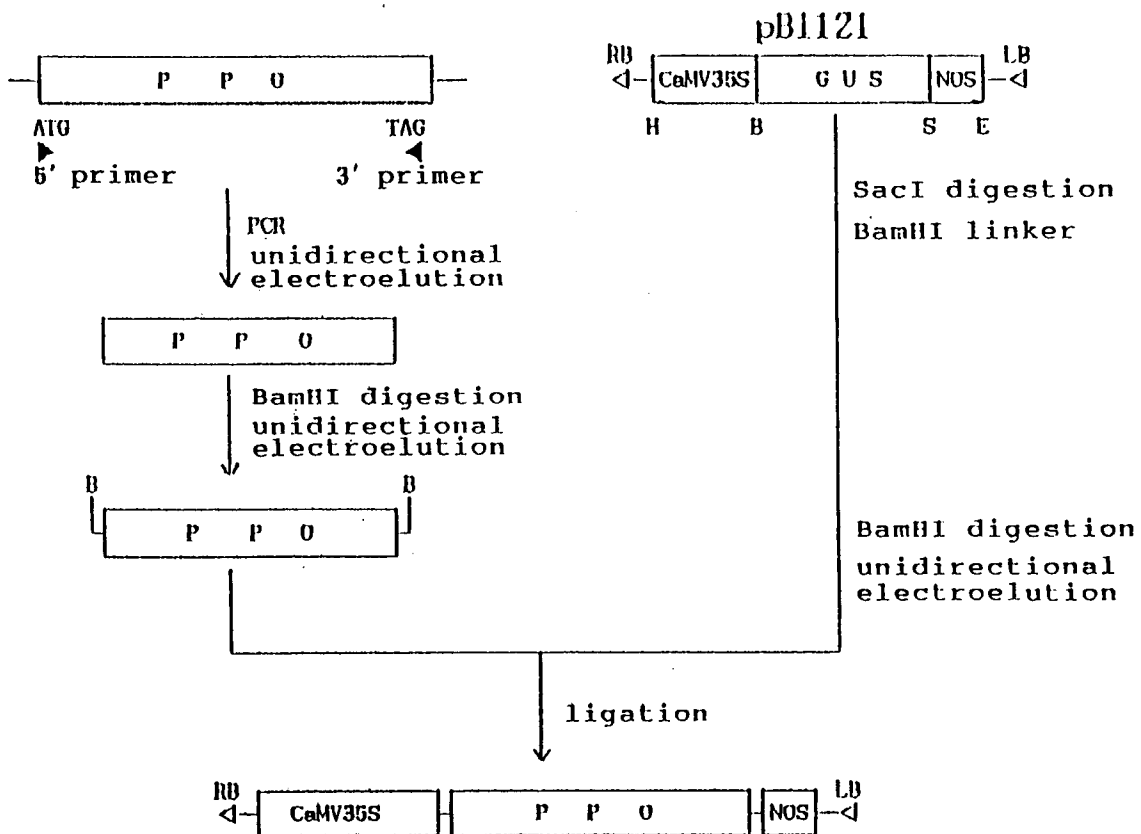 pBI121
RB CaMV35S G U S NOS LB
H B S E
P P O
ATG TAG
5' primer 3' primer
SacI digestion
BamHI linker
PCR
unidirectional
electroelution
P P O
BamHI digestion
unidirectional
electroelution
B B
P P O
BamHI digestion
unidirectional
electroelution
ligation
RB CaMV35S P P O NOS LB